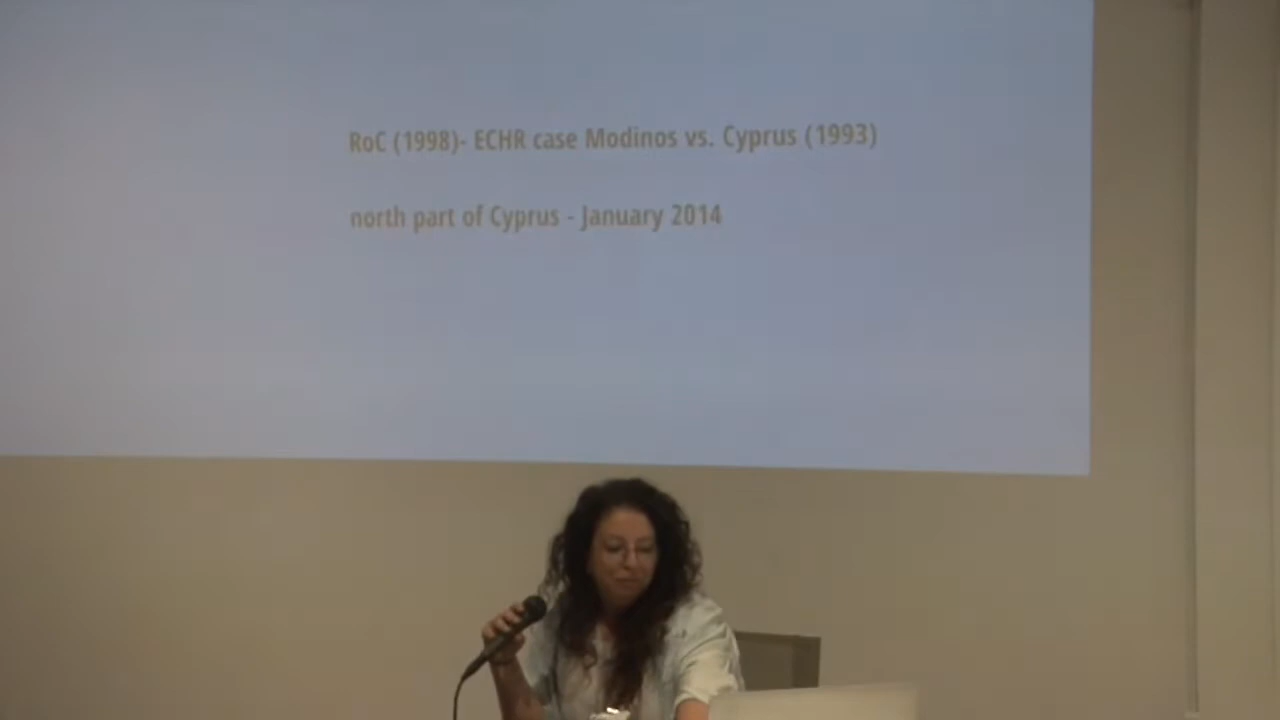 RoC (1998)- ECHR case Modinos vs. Cyprus (1993)
north part of Cyprus - January 2014